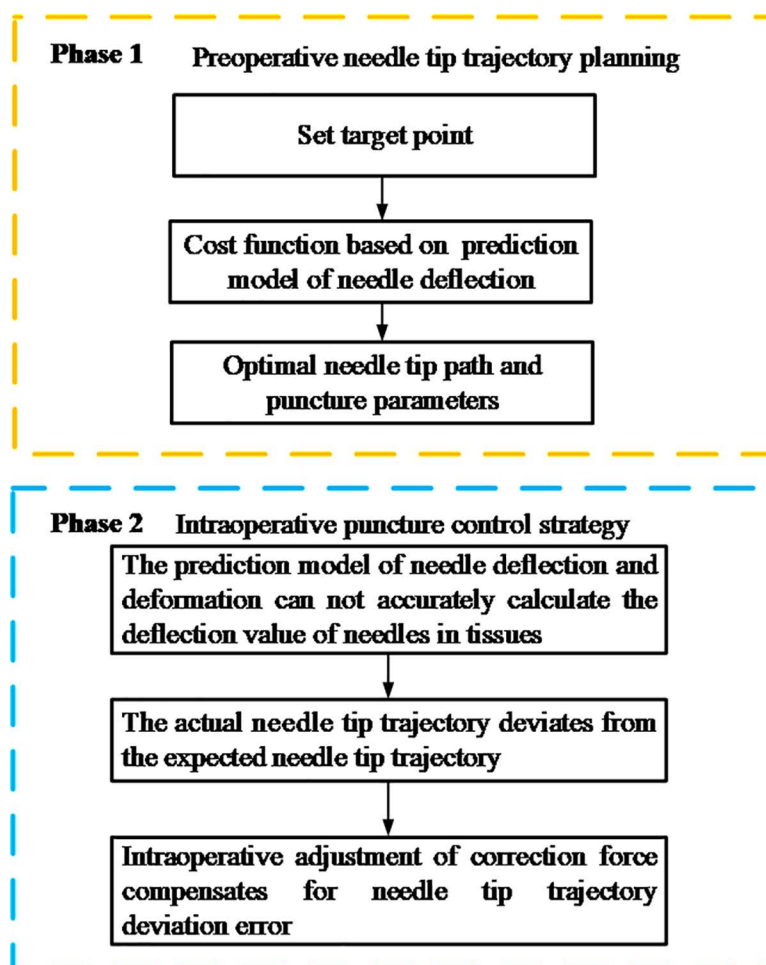 Phase 1 Preoperative needle tip trajectory planning
Set target point
Cost function based on prediction
model of needle deflection
Optimal needle tip path and
puncture parameters
Phase 2 Intraoperative puncture control strategy
The prediction model of needle deflection and
deformation can not accurately calculate the
deflection value of needles in tissues
The actual needle tip trajectory deviates from
the expected needle tip trajectory
Intraoperative adjustment of correction force
compensates for needle tip trajectory
deviation error